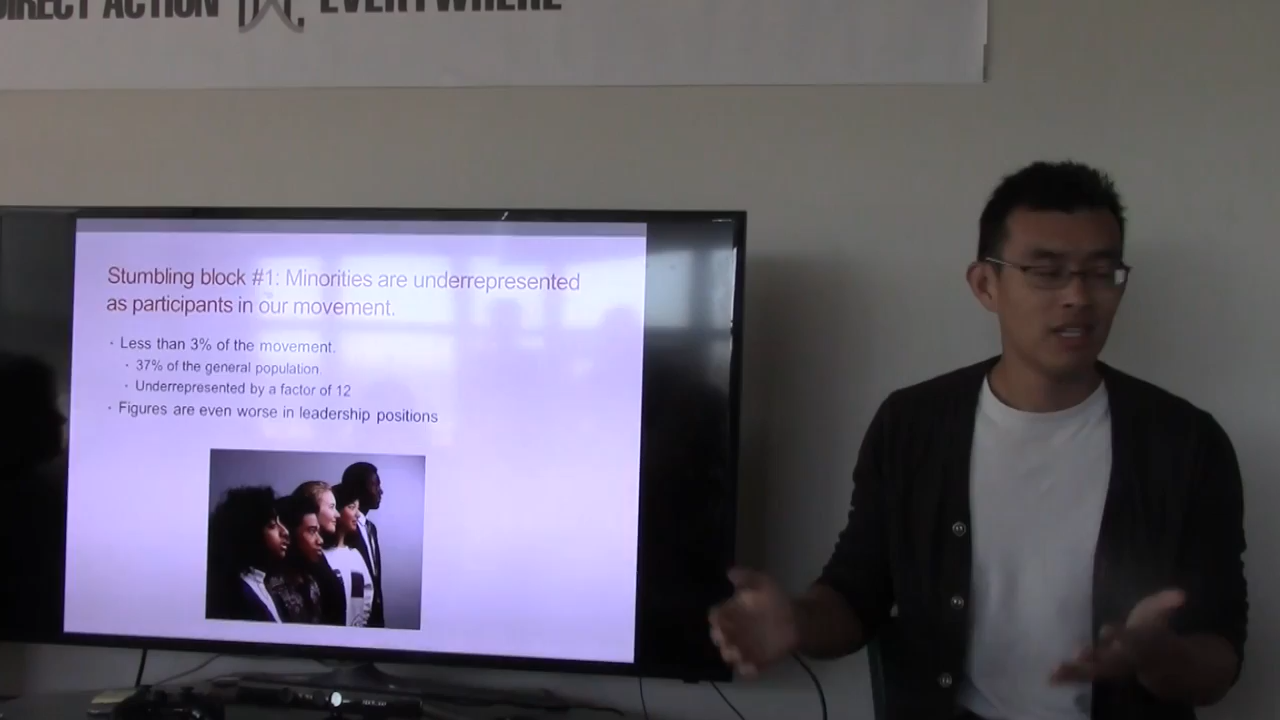 DIRECT ACTION EVERYWHERE
Stumbling block #1: Minorities are underrepresented
as participants in our movement.
· Less than 3% of the movement.
· 37% of the general population.
· Underrepresented by a factor of 12
· Figures are even worse in leadership positions